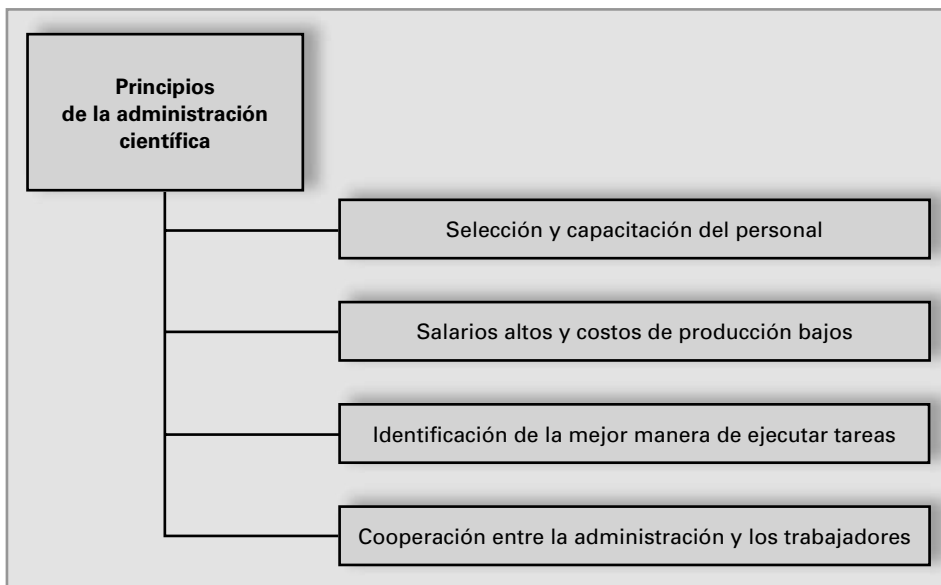 Principios
de la administración
científica
Selección y capacitación del personal
Salarios altos y costos de producción bajos
Identificación de la mejor manera de ejecutar tareas
Cooperación entre la administración y los trabajadores